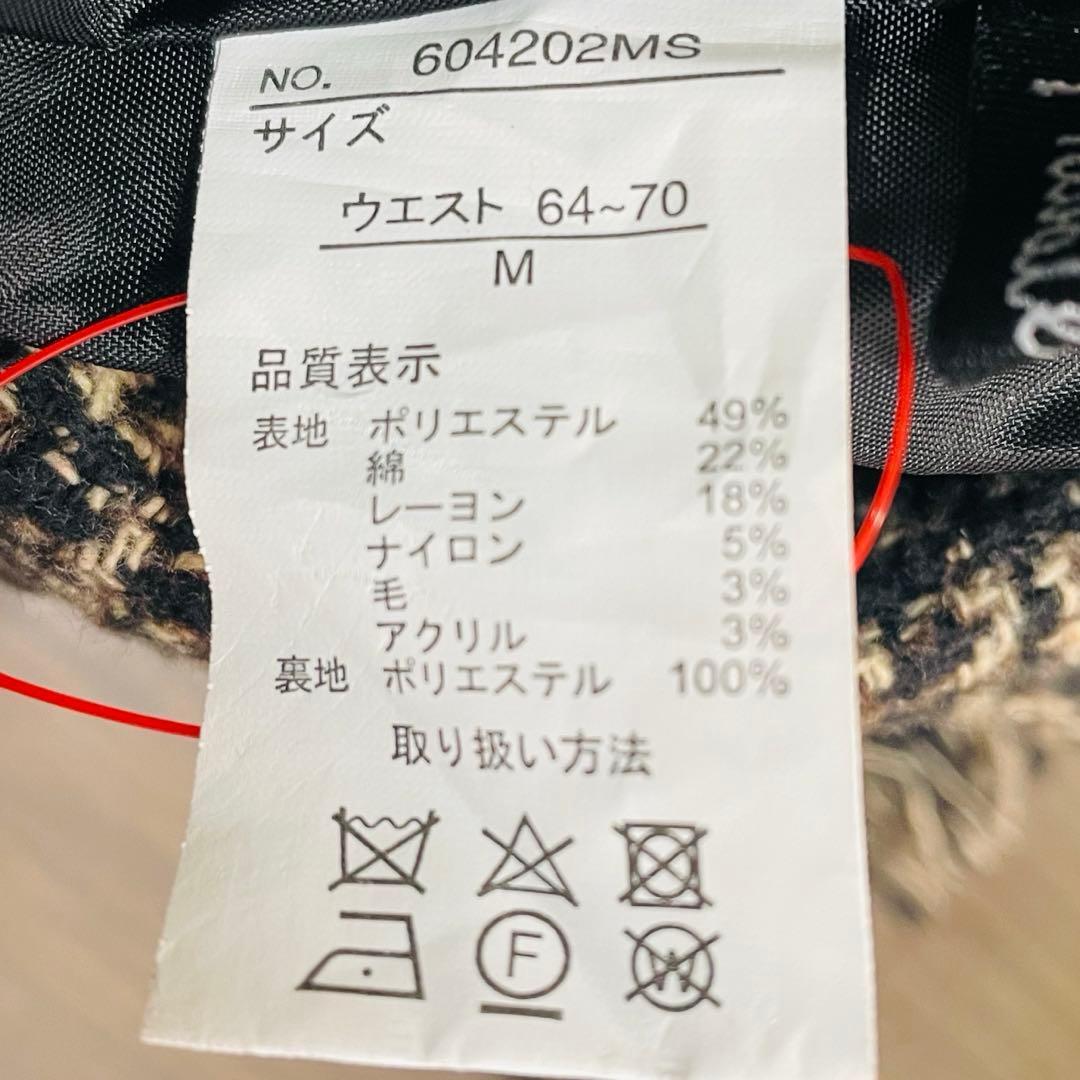 NO. 604202MS
サイズ
ウエスト 64~70
M
品質表示
表地 ポリエステル 49%
綿 22%
レーヨン 18%
ナイロン 5%
毛 3%
アクリル 3%
裏地 ポリエステル 100%
取り扱い方法
F
W